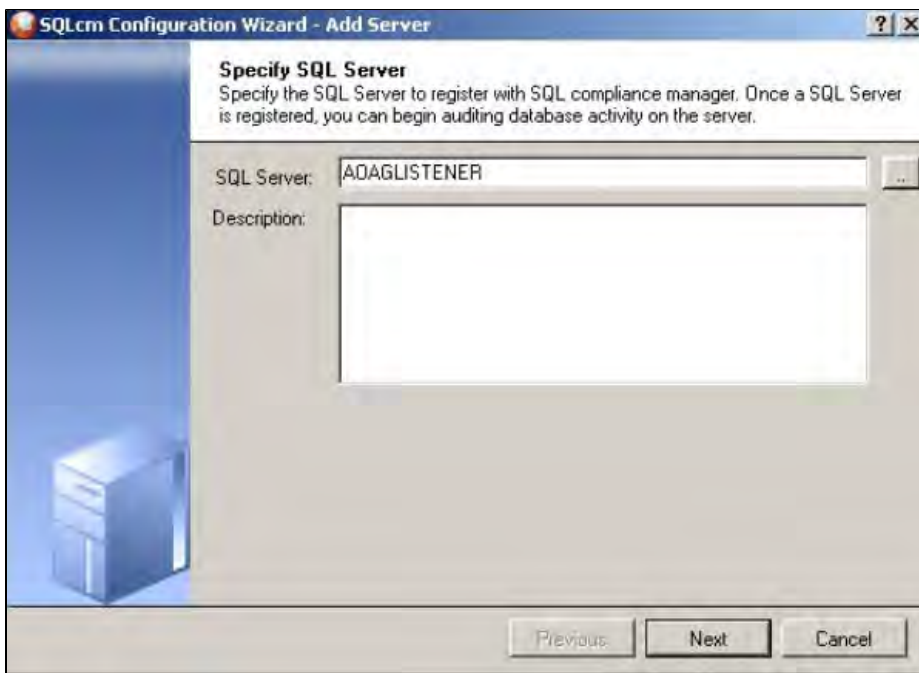 SQLcm Configuration Wizard - Add Server
Specify SQL Server
Specify the SQL Server to register with SQL compliance manager. Once a SQL Server
is registered, you can begin auditing database activity on the server.
SQL Server: AOAGLISTENER ...
Description:
Previous Next Cancel